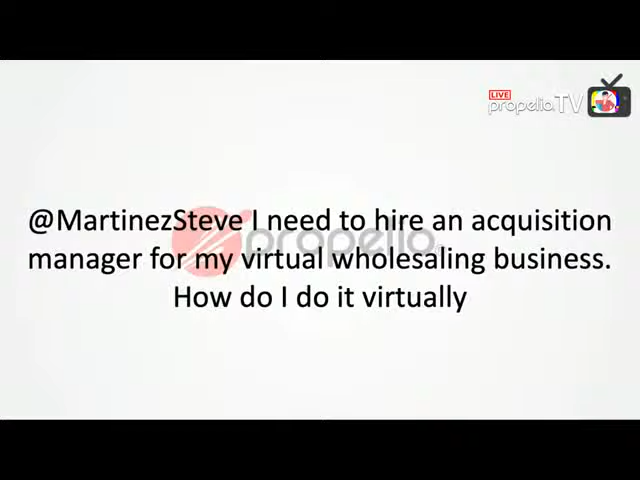 LIVE
propelio.TV
@MartinezSteve I need to hire an acquisition
propelio
manager for my virtual wholesaling business.
How do I do it virtually